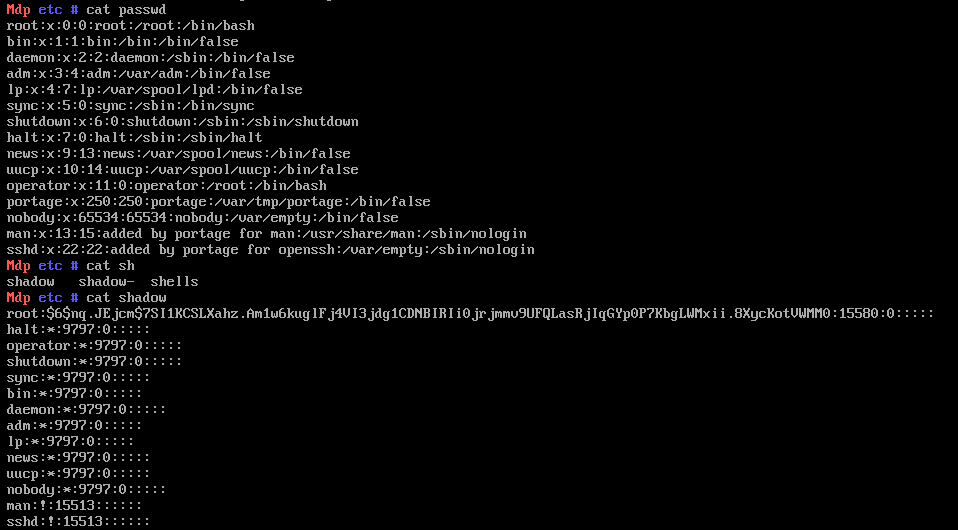 Mdp etc # cat passwd
root:x:0:0:root:/root:/bin/bash
bin:x:1:1:bin:/bin:/bin/false
daemon:x:2:2:daemon:/sbin:/bin/false
adm:x:3:4:adm:/var/adm:/bin/false
lp:x:4:7:lp:/var/spool/lpd:/bin/false
sync:x:5:0:sync:/sbin:/bin/sync
shutdown:x:6:0:shutdown:/sbin:/sbin/shutdown
halt:x:7:0:halt:/sbin:/sbin/halt
news:x:9:13:news:/var/spool/news:/bin/false
uucp:x:10:14:uucp:/var/spool/uucp:/bin/false
operator:x:11:0:operator:/root:/bin/bash
portage:x:250:250:portage:/var/tmp/portage:/bin/false
nobody:x:65534:65534:nobody:/var/empty:/bin/false
man:x:13:15:added by portage for man:/usr/share/man:/sbin/nologin
sshd:x:22:22:added by portage for openssh:/var/empty:/sbin/nologin
Mdp etc # cat sh
shadow   shadow-  shells
Mdp etc # cat shadow
root:$6$nq.JEjcm$7SI1KCSLXahz.Am1w6kuglFj4VI3jdg1CDNBIRIi0jrjmmv9UFQLasRjIqGYp0P7KbgLWMxii.8XycKotVWMM0:15580:0:::::
halt:*:9797:0:::::
operator:*:9797:0:::::
shutdown:*:9797:0:::::
sync:*:9797:0:::::
bin:*:9797:0:::::
daemon:*:9797:0:::::
adm:*:9797:0:::::
lp:*:9797:0:::::
news:*:9797:0:::::
uucp:*:9797:0:::::
nobody:*:9797:0:::::
man:!:15513::::::
sshd:!:15513::::::